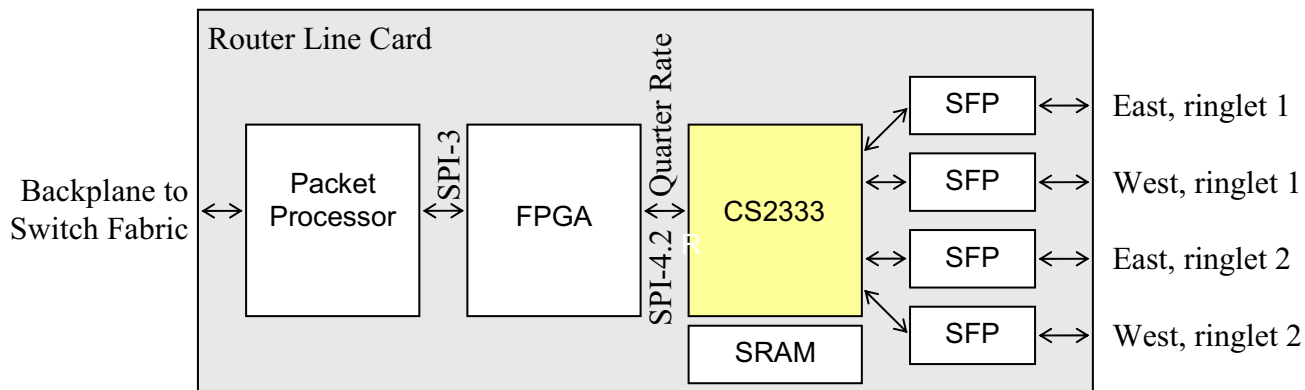 Router Line Card
Backplane to
Switch Fabric
Packet
Processor
SPI-3
FPGA
SPI-4.2 Quarter Rate
CS2333
R
SRAM
SFP
East, ringlet 1
SFP
West, ringlet 1
SFP
East, ringlet 2
SFP
West, ringlet 2